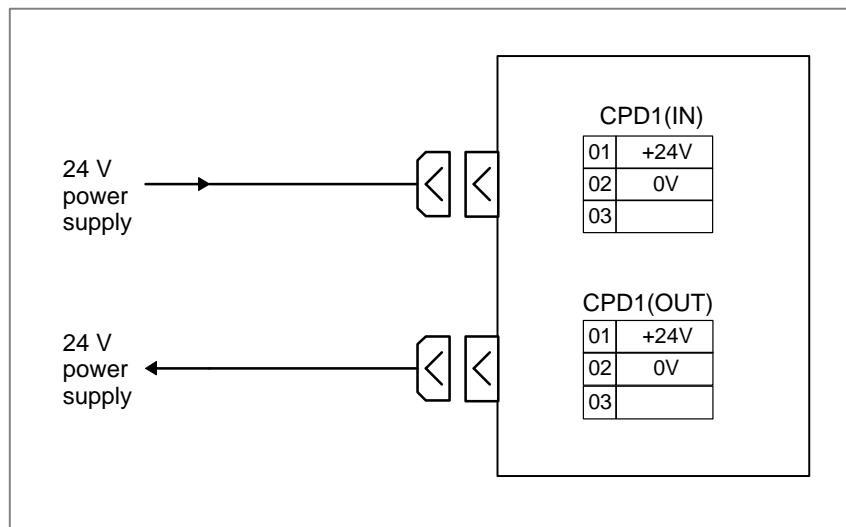 CPD1(IN)
01 +24V
02 0V
03
24 V
power
supply
CPD1(OUT)
01 +24V
02 0V
03
24 V
power
supply